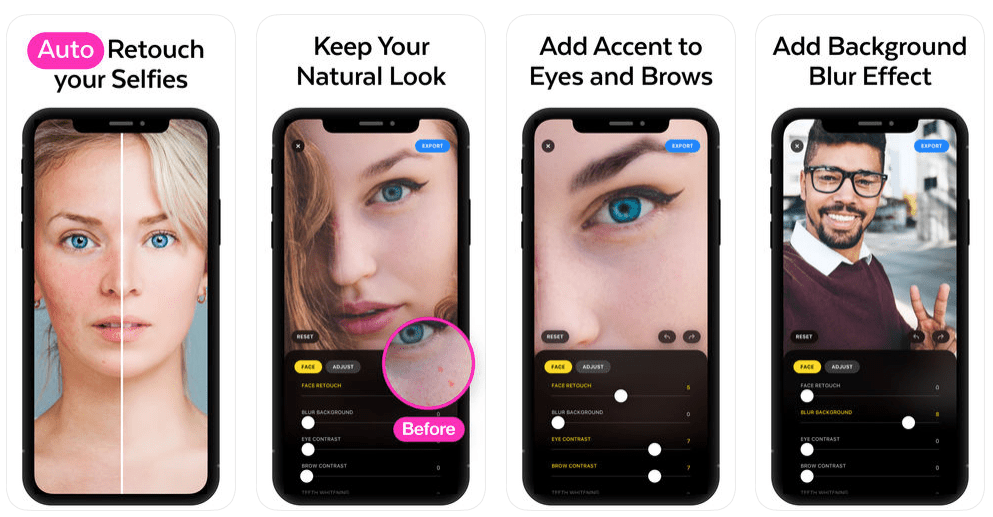 Auto Retouch
your Selfies
Keep Your
Natural Look
EXPORT
RESET
FACE ADJUST
FACE RETOUCH
BLUR BACKGROUND 0
EYE CONTRAST
BROW CONTRAST 0
TEETH WHITENING
Before
Add Accent to
Eyes and Brows
EXPORT
RESET
FACE ADJUST
FACE RETOUCH 5
BLUR BACKGROUND 0
EYE CONTRAST 7
BROW CONTRAST 7
Add Background
Blur Effect
EXPORT
RESET
FACE ADJUST
FACE RETOUCH 0
BLUR BACKGROUND 8
EYE CONTRAST 0
BROW CONTRAST 0